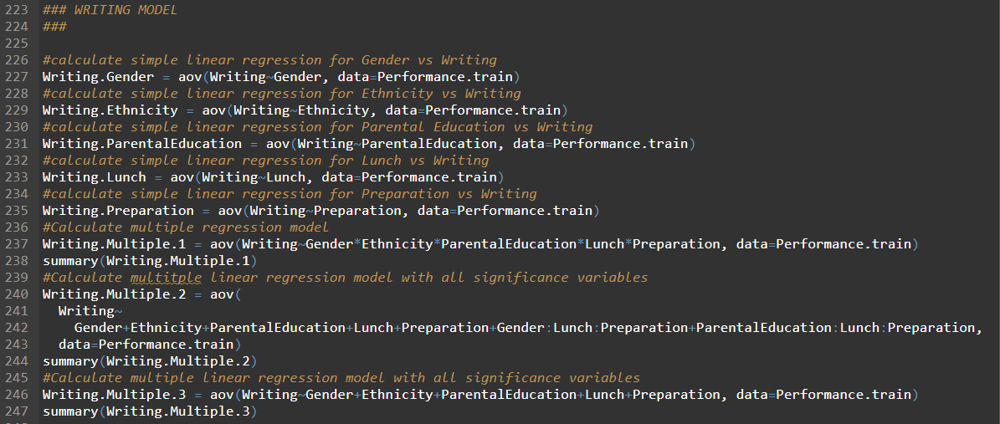 223 ### WRITING MODEL
224 ###
225
226 #calculate simple linear regression for Gender vs Writing
227 Writing.Gender = aov(Writing~Gender, data=Performance.train)
228 #calculate simple linear regression for Ethnicity vs Writing
229 Writing.Ethnicity = aov(Writing~Ethnicity, data=Performance.train)
230 #calculate simple linear regression for Parental Education vs Writing
231 Writing.ParentalEducation = aov(Writing~ParentalEducation, data=Performance.train)
232 #calculate simple linear regression for Lunch vs Writing
233 Writing.Lunch = aov(Writing~Lunch, data=Performance.train)
234 #calculate simple linear regression for Preparation vs Writing
235 Writing.Preparation = aov(Writing~Preparation, data=Performance.train)
236 #Calculate multiple regression model
237 Writing.Multiple.1 = aov(Writing~Gender*Ethnicity*ParentalEducation*Lunch*Preparation, data=Performance.train)
238 summary(Writing.Multiple.1)
239 #Calculate multitple linear regression model with all significance variables
240 Writing.Multiple.2 = aov(
241 Writing~
242 Gender+Ethnicity+ParentalEducation+Lunch+Preparation+Gender:Lunch:Preparation+ParentalEducation:Lunch:Preparation,
243 data=Performance.train)
244 summary(Writing.Multiple.2)
245 #Calculate multiple linear regression model with all significance variables
246 Writing.Multiple.3 = aov(Writing~Gender+Ethnicity+ParentalEducation+Lunch+Preparation, data=Performance.train)
247 summary(Writing.Multiple.3)